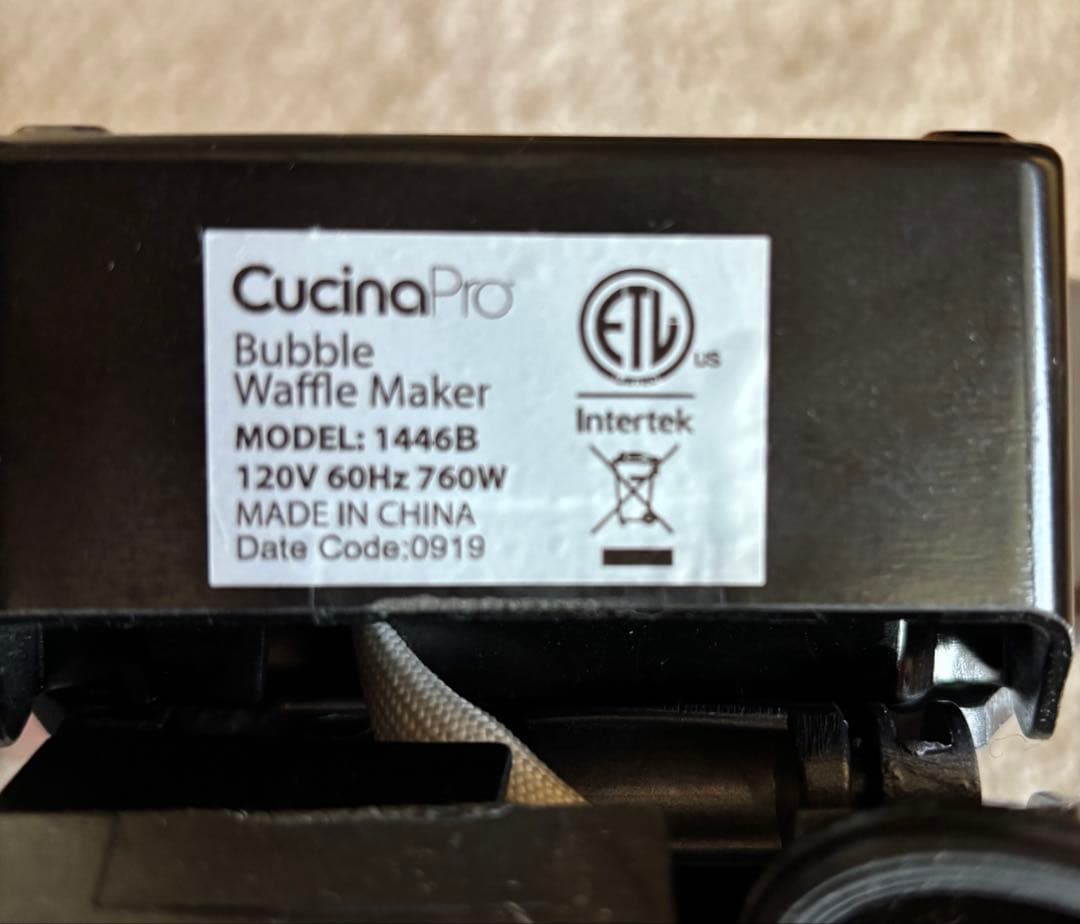 CucinaPro
Bubble
Waffle Maker
MODEL: 1446B
120V 60Hz 760W
MADE IN CHINA
Date Code:0919
ETL
US
Intertek